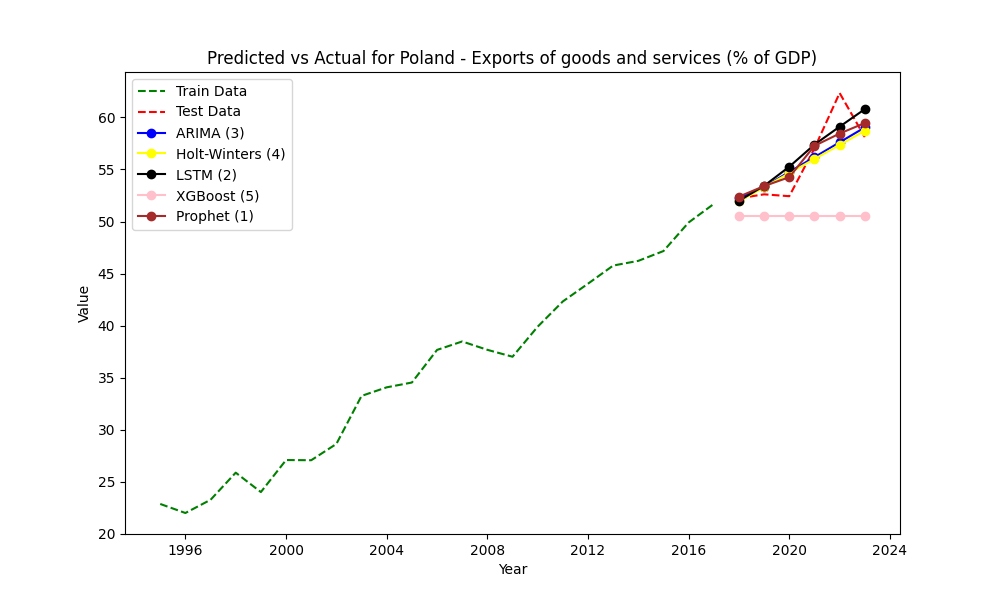 Predicted vs Actual for Poland - Exports of goods and services (% of GDP)
Train Data
Test Data
ARIMA (3)
Holt-Winters (4)
LSTM (2)
XGBoost (5)
Prophet (1)
60
55
50
45
40
35
30
25
20
Value
1996 2000 2004 2008 2012 2016 2020 2024
Year